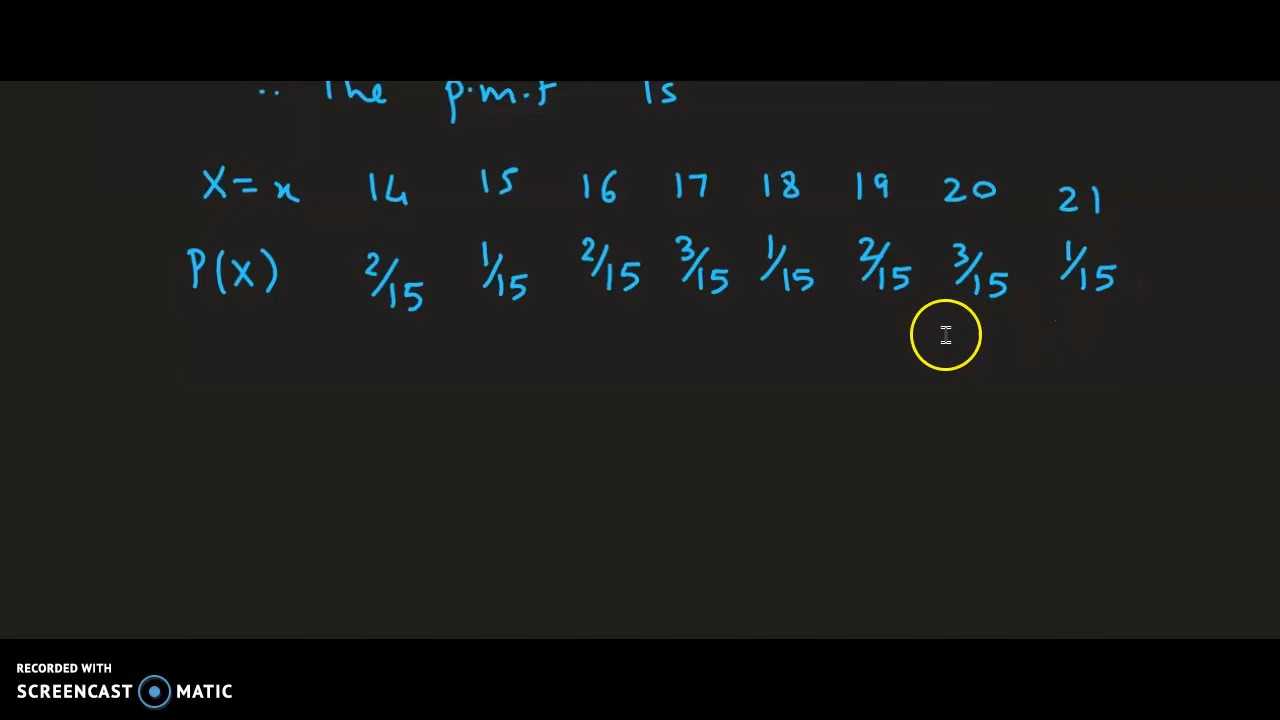 ∴ The p.m.f is
X = x 14 15 16 17 18 19 20 21
P(X) 2/15 1/15 2/15 3/15 1/15 2/15 3/15 1/15
RECORDED WITH
SCREENCAST MATIC